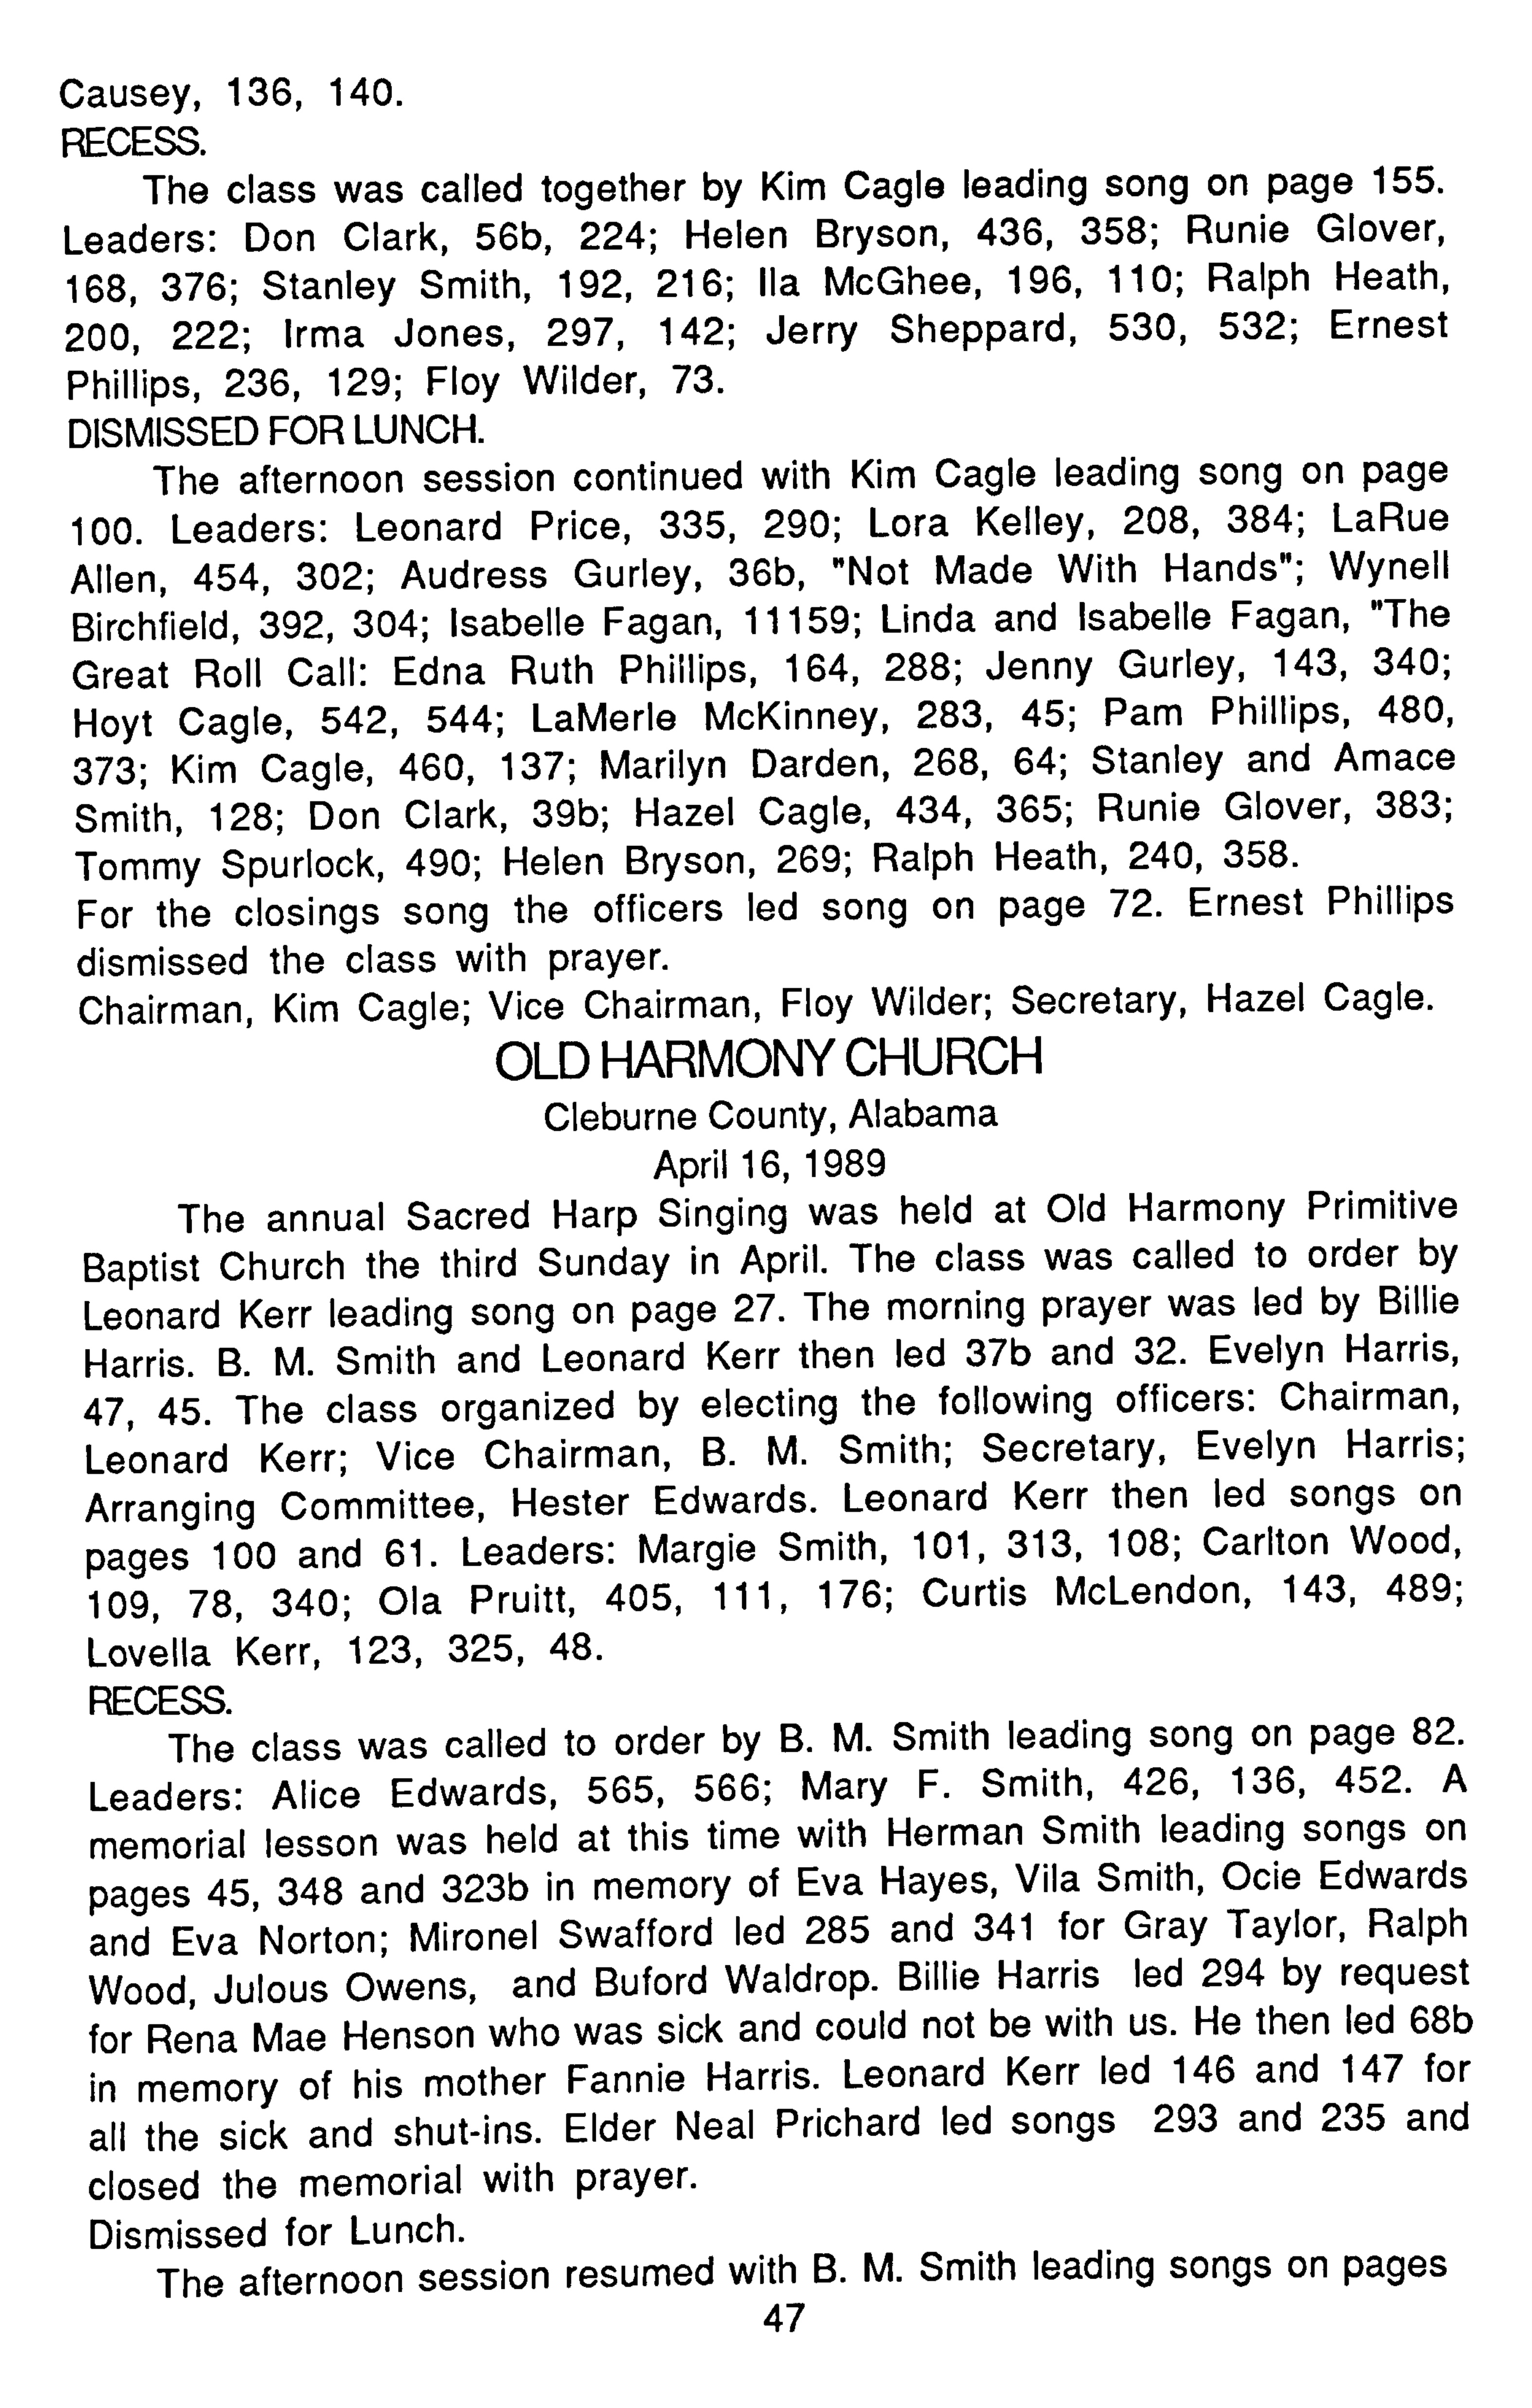 Causey, 136, 140.
RECESS.
The class was called together by Kim Cagle leading song on page 155.
Leaders: Don Clark, 56b, 224; Helen Bryson, 436, 358; Runie Glover,
168, 376; Stanley Smith, 192, 216; Ila McGhee, 196, 110; Ralph Heath,
200, 222; Irma Jones, 297, 142; Jerry Sheppard, 530, 532; Ernest
Phillips, 236, 129; Floy Wilder, 73.
DISMISSED FOR LUNCH.
The afternoon session continued with Kim Cagle leading song on page
100. Leaders: Leonard Price, 335, 290; Lora Kelley, 208, 384; LaRue
Allen, 454, 302; Audress Gurley, 36b, "Not Made With Hands"; Wynell
Birchfield, 392, 304; Isabelle Fagan, 11159; Linda and Isabelle Fagan, "The
Great Roll Call: Edna Ruth Phillips, 164, 288; Jenny Gurley, 143, 340;
Hoyt Cagle, 542, 544; LaMerle McKinney, 283, 45; Pam Phillips, 480,
373; Kim Cagle, 460, 137; Marilyn Darden, 268, 64; Stanley and Amace
Smith, 128; Don Clark, 39b; Hazel Cagle, 434, 365; Runie Glover, 383;
Tommy Spurlock, 490; Helen Bryson, 269; Ralph Heath, 240, 358.
For the closings song the officers led song on page 72. Ernest Phillips
dismissed the class with prayer.
Chairman, Kim Cagle; Vice Chairman, Floy Wilder; Secretary, Hazel Cagle.
OLD HARMONY CHURCH
Cleburne County, Alabama
April 16, 1989
The annual Sacred Harp Singing was held at Old Harmony Primitive
Baptist Church the third Sunday in April. The class was called to order by
Leonard Kerr leading song on page 27. The morning prayer was led by Billie
Harris. B. M. Smith and Leonard Kerr then led 37b and 32. Evelyn Harris,
47, 45. The class organized by electing the following officers: Chairman,
Leonard Kerr; Vice Chairman, B. M. Smith; Secretary, Evelyn Harris;
Arranging Committee, Hester Edwards. Leonard Kerr then led songs on
pages 100 and 61. Leaders: Margie Smith, 101, 313, 108; Carlton Wood,
109, 78, 340; Ola Pruitt, 405, 111, 176; Curtis McLendon, 143, 489;
Lovella Kerr, 123, 325, 48.
RECESS.
The class was called to order by B. M. Smith leading song on page 82.
Leaders: Alice Edwards, 565, 566; Mary F. Smith, 426, 136, 452. A
memorial lesson was held at this time with Herman Smith leading songs on
pages 45, 348 and 323b in memory of Eva Hayes, Vila Smith, Ocie Edwards
and Eva Norton; Mironel Swafford led 285 and 341 for Gray Taylor, Ralph
Wood, Julous Owens, and Buford Waldrop. Billie Harris led 294 by request
for Rena Mae Henson who was sick and could not be with us. He then led 68b
in memory of his mother Fannie Harris. Leonard Kerr led 146 and 147 for
all the sick and shut-ins. Elder Neal Prichard led songs 293 and 235 and
closed the memorial with prayer.
Dismissed for Lunch.
The afternoon session resumed with B. M. Smith leading songs on pages
47